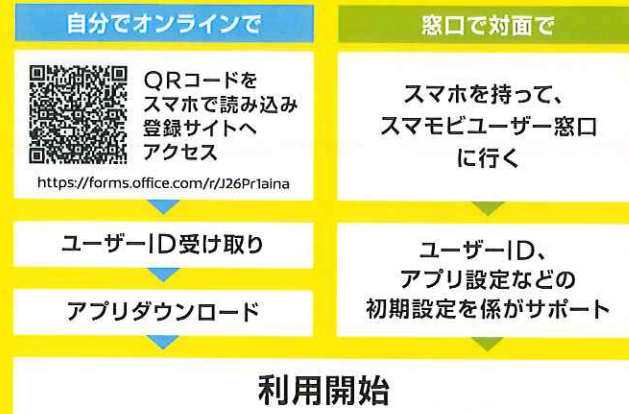 自分でオンラインで
QRコードを
スマホで読み込み
登録サイトへ
アクセス
https://forms.office.com/r/J26Pr1aina
ユーザーID受け取り
アプリダウンロード
窓口で対面で
スマホを持って、
スマモビユーザー窓口
に行く
ユーザーID、
アプリ設定などの
初期設定を係がサポート
利用開始